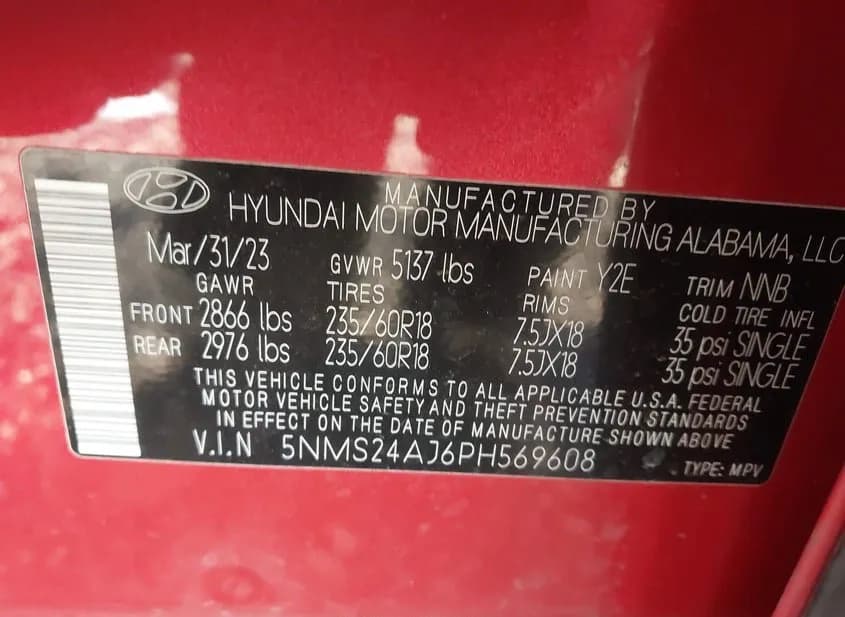 MANUFACTURED BY
HYUNDAI MOTOR MANUFACTURING ALABAMA, LLC
Mar/31/23 GVWR 5137 lbs PAINT Y2E TRIM NNB
GAWR TIRES RIMS COLD TIRE INFL
FRONT 2866 lbs 235/60R18 7.5JX18 35 psi SINGLE
REAR 2976 lbs 235/60R18 7.5JX18 35 psi SINGLE
THIS VEHICLE CONFORMS TO ALL APPLICABLE U.S.A. FEDERAL
MOTOR VEHICLE SAFETY AND THEFT PREVENTION STANDARDS
IN EFFECT ON THE DATE OF MANUFACTURE SHOWN ABOVE
V.I.N 5NMS24AJ6PH569608 TYPE: MPV